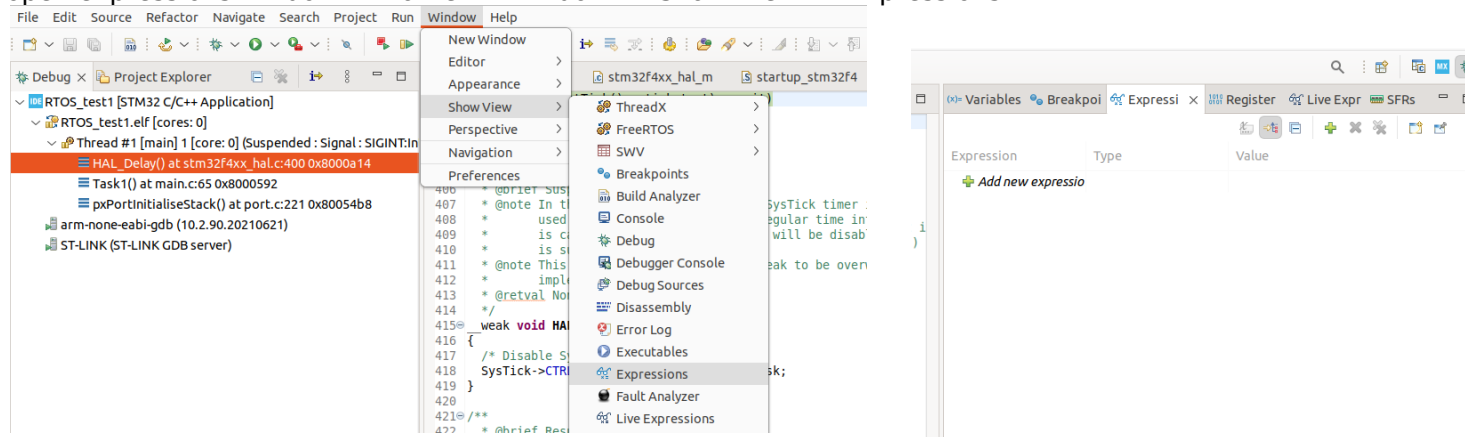 File Edit Source Refactor Navigate Search Project Run Window Help
New Window
Editor
Appearance
Show View
Perspective
Navigation
Preferences
ThreadX
FreeRTOS
SWV
Breakpoints
Build Analyzer
Console
Debug
Debugger Console
Debug Sources
Disassembly
Error Log
Executables
Expressions
Fault Analyzer
Live Expressions
Debug Project Explorer
IDE RTOS_test1 [STM32 C/C++ Application]
RTOS_test1.elf [cores: 0]
Thread #1 [main] 1 [core: 0] (Suspended : Signal : SIGINT:In
HAL_Delay() at stm32f4xx_hal.c:400 0x8000a14
Task1() at main.c:65 0x8000592
pxPortInitialiseStack() at port.c:221 0x80054b8
arm-none-eabi-gdb (10.2.90.20210621)
ST-LINK (ST-LINK GDB server)
stm32f4xx_hal_m startup_stm32f4
406 * @brief Sus
407 * @note In th SysTick timer
408 * used egular time in
409 * is ca will be disabl
410 * is su
411 * @note This eak to be over
412 * imple
413 * @retval Non
414 */
415 __weak void HA
416 {
417 /* Disable Sy
418 SysTick->CTRL sk;
419 }
420
421 /**
422 * @brief Res
(x)= Variables Breakpoi Expressi Register Live Expr SFRs
Expression Type Value
Add new expressio